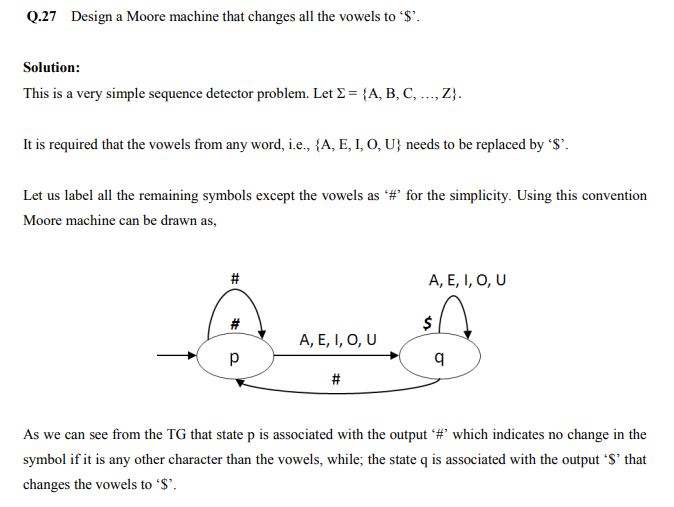 Q.27 Design a Moore machine that changes all the vowels to ‘$’.
Solution:
This is a very simple sequence detector problem. Let Σ = {A, B, C, …, Z}.
It is required that the vowels from any word, i.e., {A, E, I, O, U} needs to be replaced by ‘$’.
Let us label all the remaining symbols except the vowels as ‘#’ for the simplicity. Using this convention
Moore machine can be drawn as,
#
A, E, I, O, U
#
$
A, E, I, O, U
p
q
#
As we can see from the TG that state p is associated with the output ‘#’ which indicates no change in the
symbol if it is any other character than the vowels, while; the state q is associated with the output ‘$’ that
changes the vowels to ‘$’.